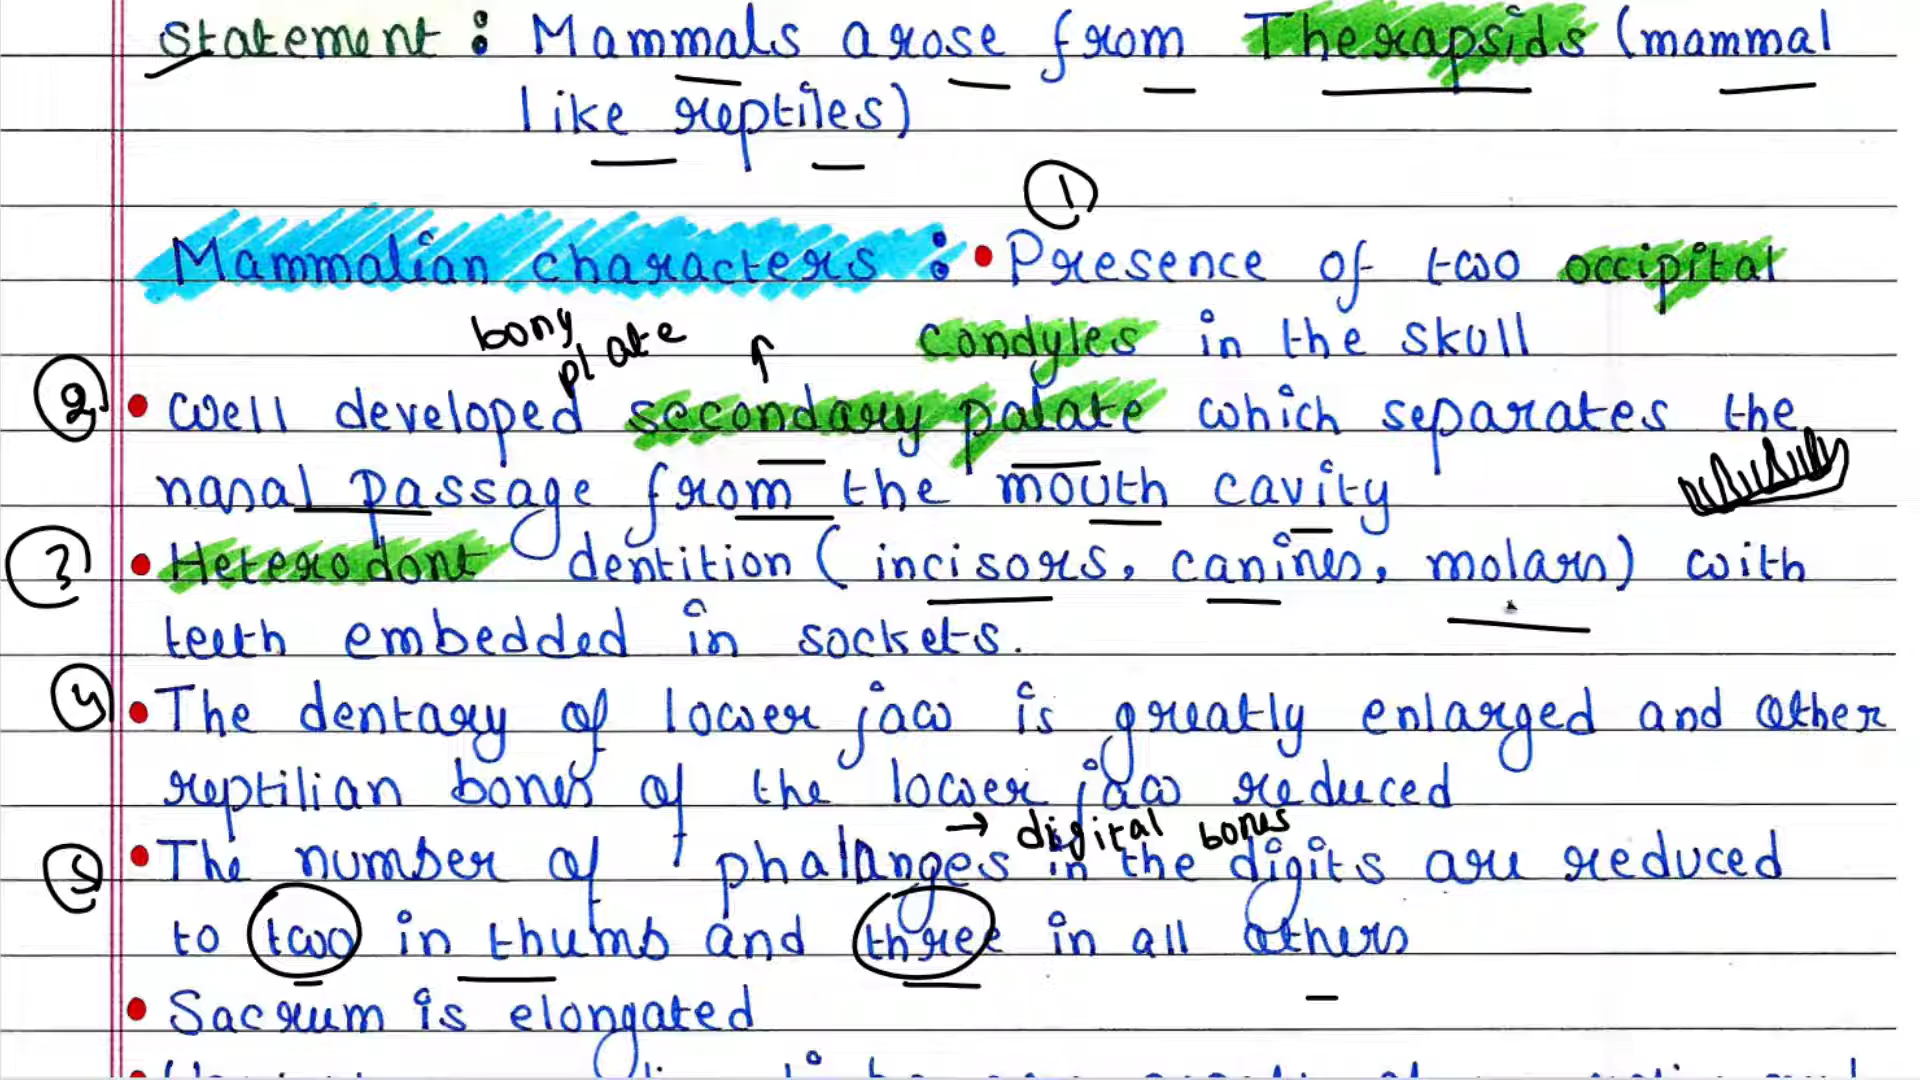 Statement : Mammals arose from Therapsids (mammal
like reptiles)
①
Mammalian characters : • Presence of two occipital
condyles in the skull
bony plate ↑
② • Well developed secondary palate which separates the
nasal passage from the mouth cavity
③ • Heterodont dentition (incisors, canines, molars) with
teeth embedded in sockets.
④ • The dentary of lower jaw is greatly enlarged and other
reptilian bones of the lower jaw reduced
→ digital bones
⑤ • The number of phalanges in the digits are reduced
to two in thumb and three in all others
• Sacrum is elongated